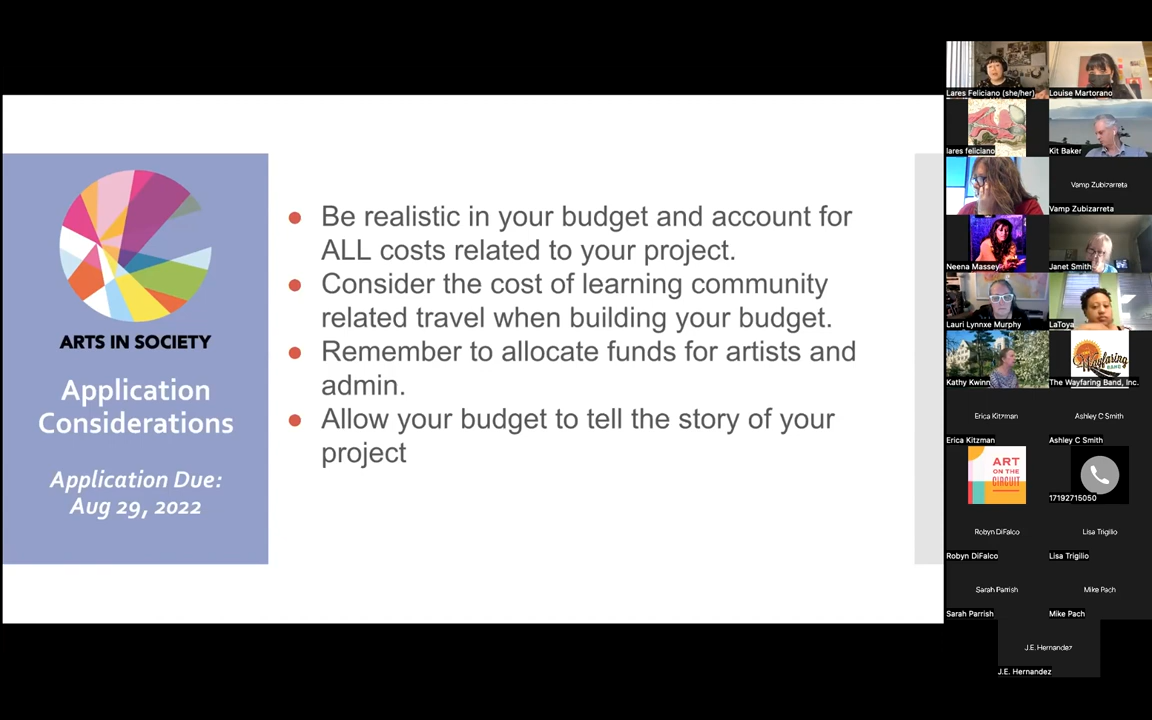 ARTS IN SOCIETY
Application
Considerations
Application Due:
Aug 29, 2022
● Be realistic in your budget and account for
ALL costs related to your project.
● Consider the cost of learning community
related travel when building your budget.
● Remember to allocate funds for artists and
admin.
● Allow your budget to tell the story of your
project
Lares Feliciano (she/her)
Louise Martorano
lares feliciano
Kit Baker
Vamp Zubizarreta
Vamp Zubizarreta
Neena Massey
Janet Smith
Lauri Lynnxe Murphy
LaToya
Kathy Kwinn
Wayfaring
BAND
The Wayfaring Band, Inc.
Erica Kitzman
Ashley C Smith
Erica Kitzman
Ashley C Smith
ART
ON THE
CIRCUIT
17192715050
Robyn DiFalco
Lisa Trigilio
Robyn DiFalco
Lisa Trigilio
Sarah Parrish
Mike Pach
Sarah Parrish
Mike Pach
J.E. Hernandez
J.E. Hernandez